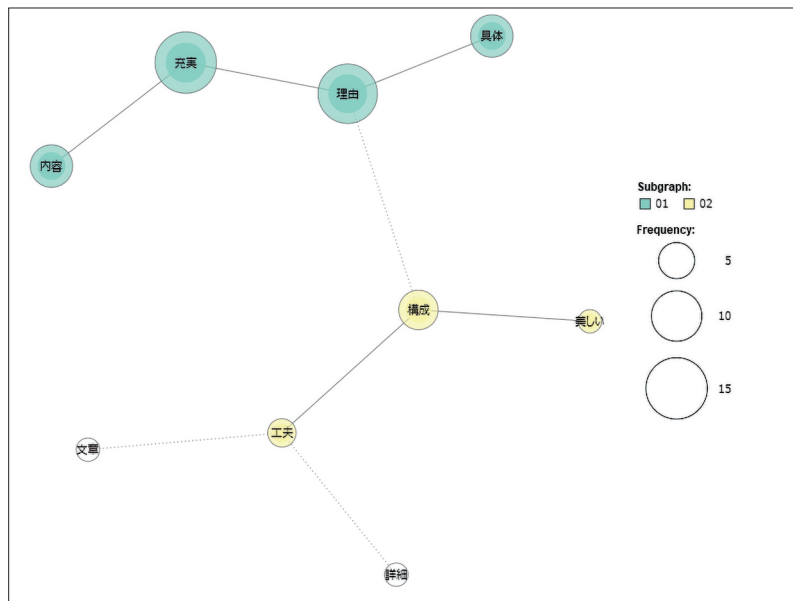 具体
充実
理由
内容
Subgraph:
01 02
Frequency:
5
構成
美しい
10
15
工夫
文章
詳細